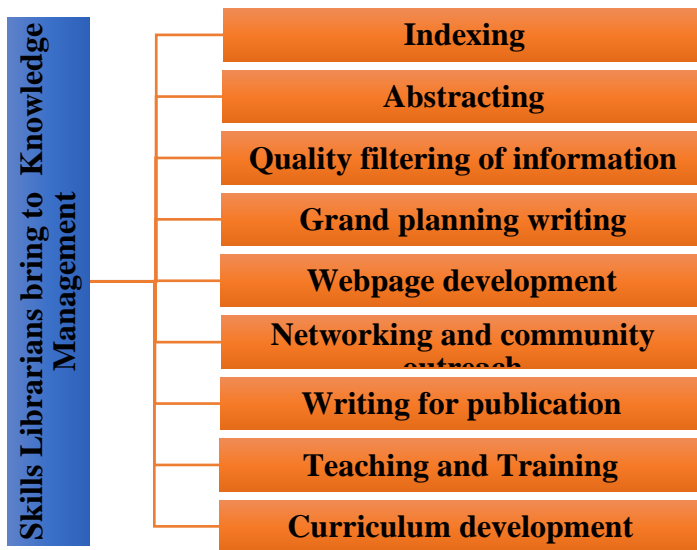 Skills Librarians bring to Knowledge
Management
Indexing
Abstracting
Quality filtering of information
Grand planning writing
Webpage development
Networking and community
outreach
Writing for publication
Teaching and Training
Curriculum development